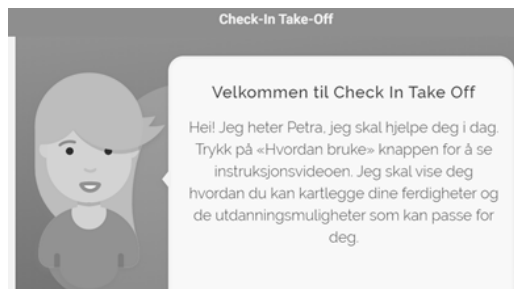 Check-In Take-Off
Velkommen til Check In Take Off
Hei! Jeg heter Petra, jeg skal hjelpe deg i dag.
Trykk på «Hvordan bruke» knappen for å se
instruksjonsvideoen. Jeg skal vise deg
hvordan du kan kartlegge dine ferdigheter og
de utdanningsmuligheter som kan passe for
deg.